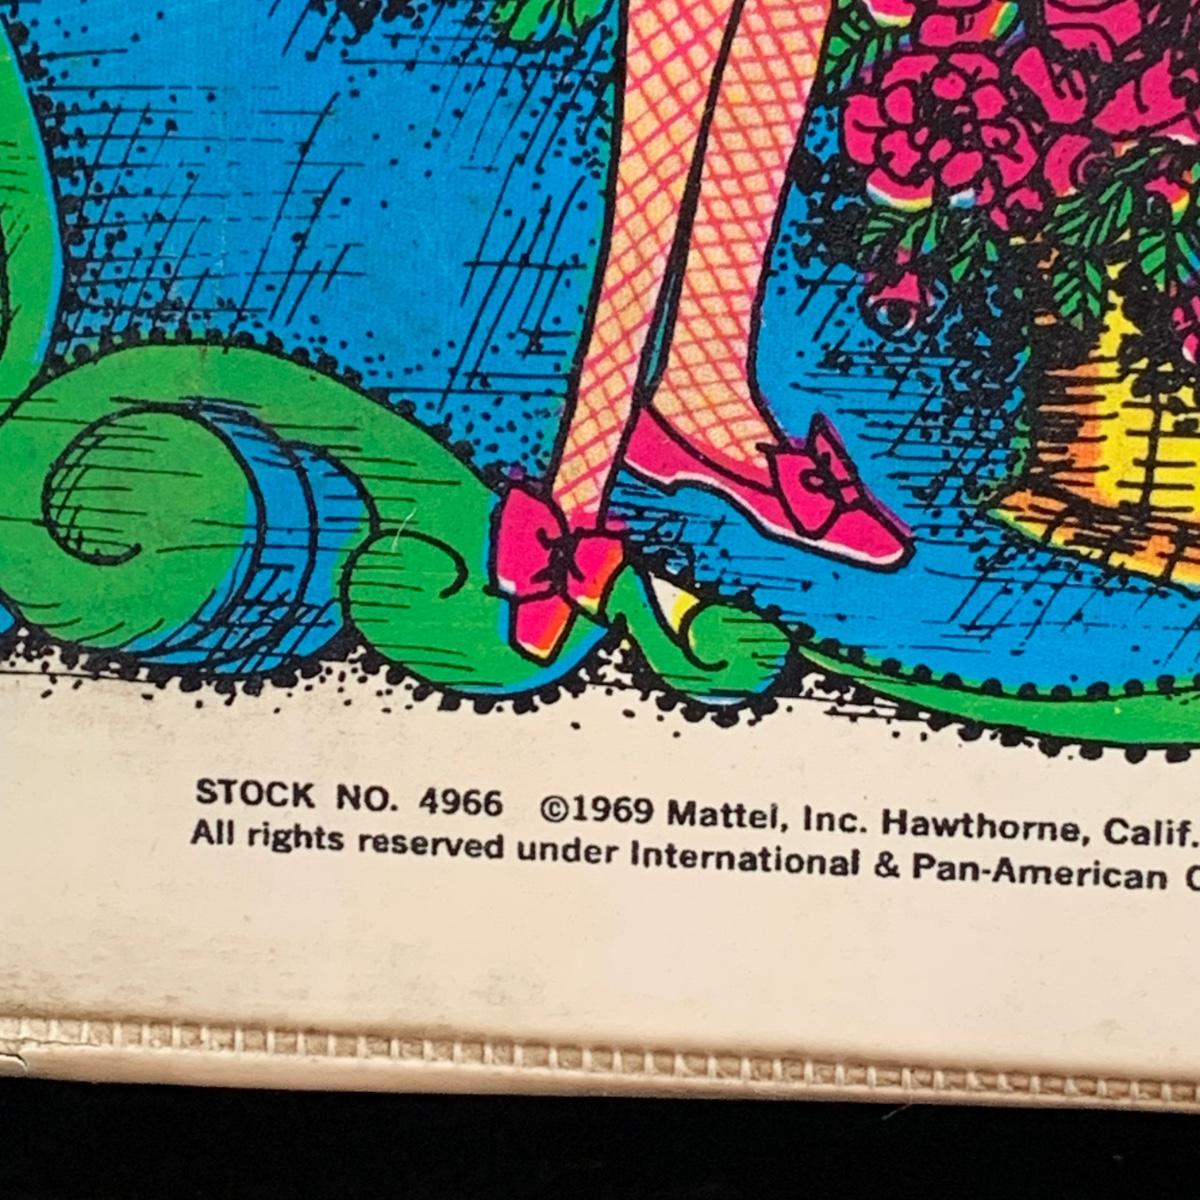 STOCK NO. 4966 ©1969 Mattel, Inc. Hawthorne, Calif.
All rights reserved under International & Pan-American